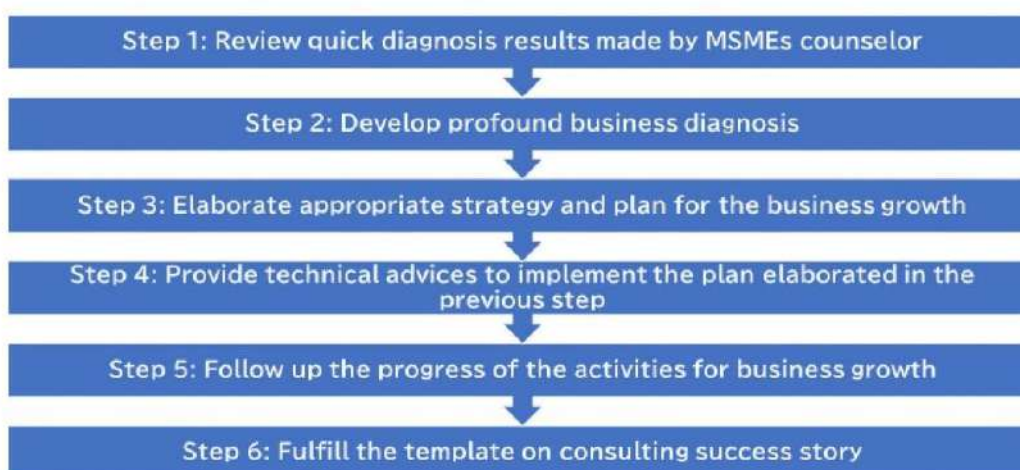 Step 1: Review quick diagnosis results made by MSMEs counselor
Step 2: Develop profound business diagnosis
Step 3: Elaborate appropriate strategy and plan for the business growth
Step 4: Provide technical advices to implement the plan elaborated in the
previous step
Step 5: Follow up the progress of the activities for business growth
Step 6: Fulfill the template on consulting success story